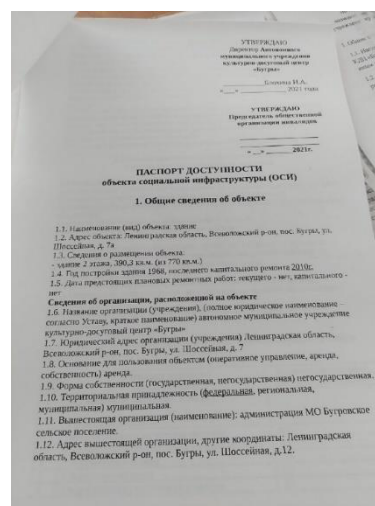 УТВЕРЖДАЮ
Директор Автономного
муниципального учреждения
культурно-досуговый центр
«Бугры»
Блохина И.А.
«___» ________ 2021 года
УТВЕРЖДАЮ
Председатель общественной
организации инвалидов
«__»________ 2021г.
ПАСПОРТ ДОСТУПНОСТИ
объекта социальной инфраструктуры (ОСИ)
1. Общие сведения об объекте
1.1. Наименование (вид) объекта: здание
1.2. Адрес объекта: Ленинградская область, Всеволожский р-он, пос. Бугры, ул.
Шоссейная, д. 7а
1.3. Сведения о размещении объекта:
- здание 2 этажа, 390,3 кв.м. (из 770 кв.м.)
1.4. Год постройки здания 1968, последнего капитального ремонта 2010г.
1.5. Дата предстоящих плановых ремонтных работ: текущего - нет, капитального -
нет
Сведения об организации, расположенной на объекте
1.6. Название организации (учреждения), (полное юридическое наименование –
согласно Уставу, краткое наименование) автономное муниципальное учреждение
культурно-досуговый центр «Бугры»
1.7. Юридический адрес организации (учреждения) Ленинградская область,
Всеволожский р-он, пос. Бугры, ул. Шоссейная, д. 7
1.8. Основание для пользования объектом (оперативное управление, аренда,
собственность) аренда.
1.9. Форма собственности (государственная, негосударственная) негосударственная.
1.10. Территориальная принадлежность (федеральная, региональная,
муниципальная) муниципальная.
1.11. Вышестоящая организация (наименование): администрация МО Бугровское
сельское поселение.
1.12. Адрес вышестоящей организации, другие координаты: Ленинградская
область, Всеволожский р-он, пос. Бугры, ул. Шоссейная, д.12.